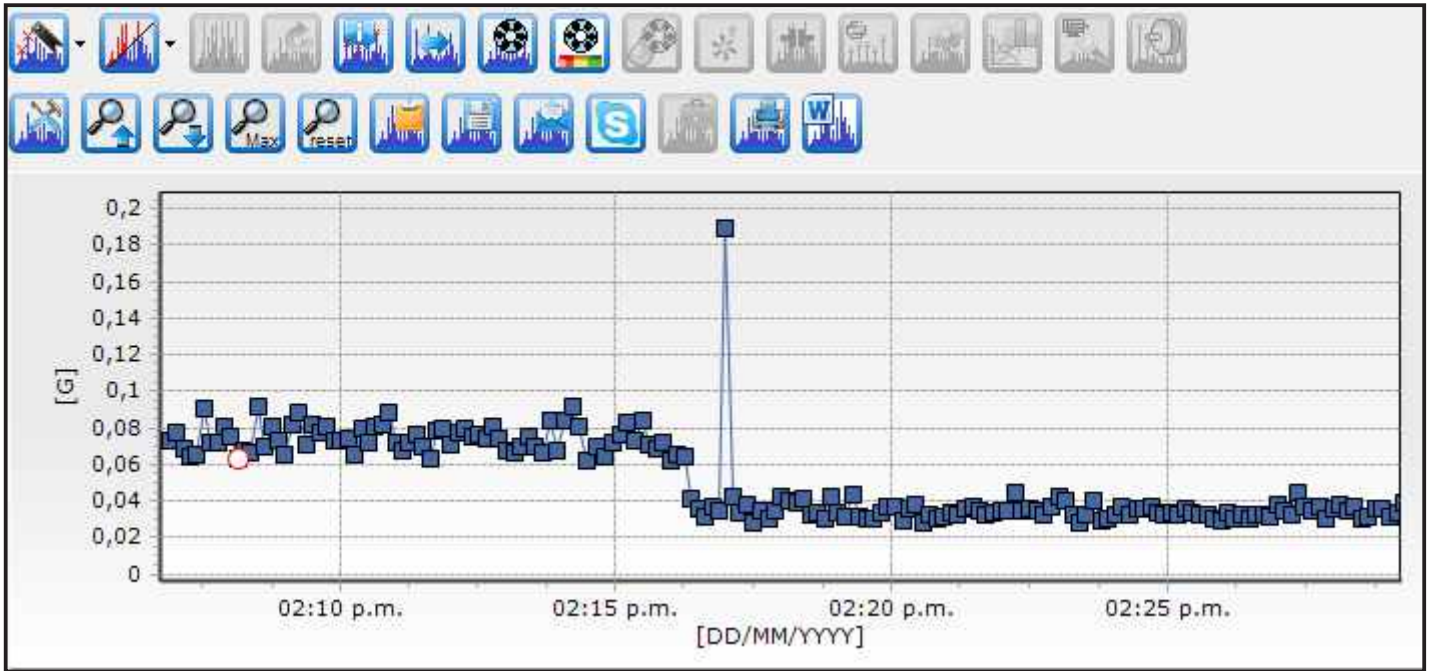 Max
reset
S
W
0,2
0,18
0,16
0,14
0,12
0,1
0,08
0,06
0,04
0,02
0
[G]
02:10 p.m.
02:15 p.m.
02:20 p.m.
02:25 p.m.
[DD/MM/YYYY]